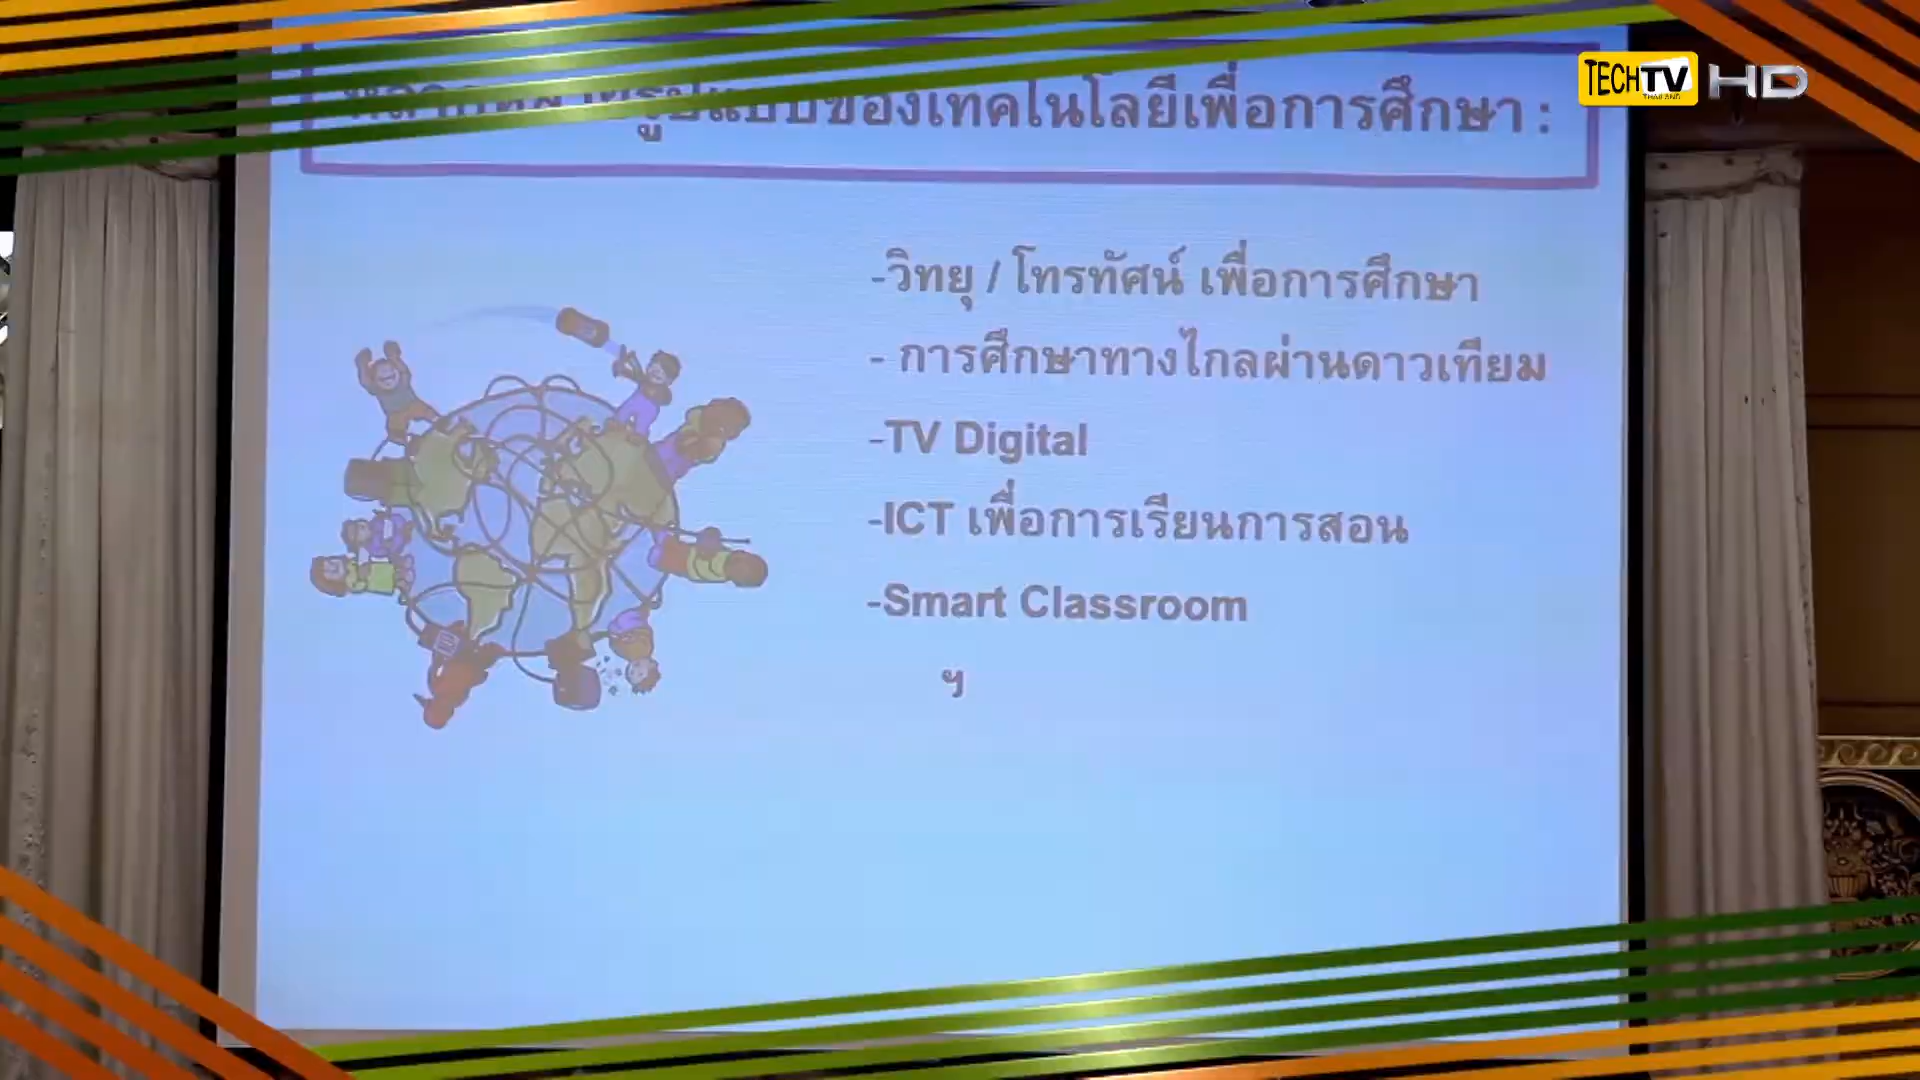 TECHTV HD
THAILAND
รูปแบบของเทคโนโลยีเพื่อการศึกษา :
-วิทยุ / โทรทัศน์ เพื่อการศึกษา
- การศึกษาทางไกลผ่านดาวเทียม
-TV Digital
-ICT เพื่อการเรียนการสอน
-Smart Classroom
ฯ